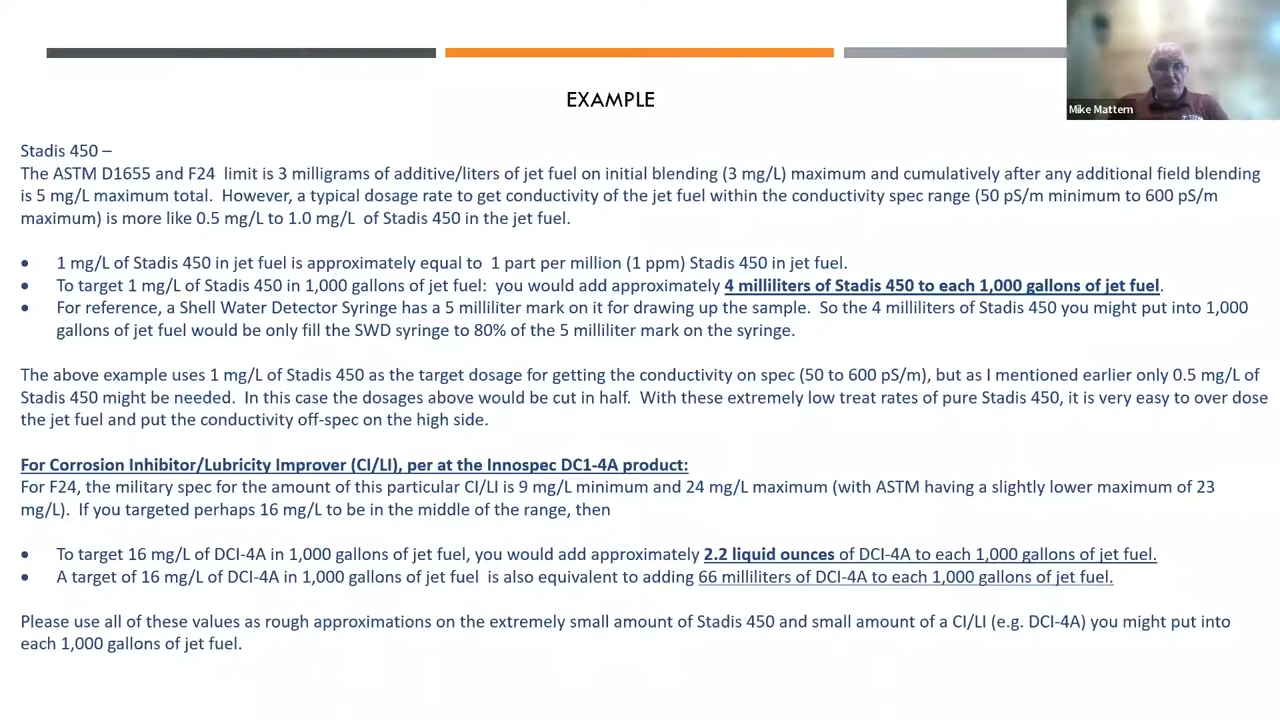 Mike Mattern
EXAMPLE
Stadis 450 –
The ASTM D1655 and F24 limit is 3 milligrams of additive/liters of jet fuel on initial blending (3 mg/L) maximum and cumulatively after any additional field blending
is 5 mg/L maximum total. However, a typical dosage rate to get conductivity of the jet fuel within the conductivity spec range (50 pS/m minimum to 600 pS/m
maximum) is more like 0.5 mg/L to 1.0 mg/L of Stadis 450 in the jet fuel.
• 1 mg/L of Stadis 450 in jet fuel is approximately equal to 1 part per million (1 ppm) Stadis 450 in jet fuel.
• To target 1 mg/L of Stadis 450 in 1,000 gallons of jet fuel: you would add approximately 4 milliliters of Stadis 450 to each 1,000 gallons of jet fuel.
• For reference, a Shell Water Detector Syringe has a 5 milliliter mark on it for drawing up the sample. So the 4 milliliters of Stadis 450 you might put into 1,000
gallons of jet fuel would be only fill the SWD syringe to 80% of the 5 milliliter mark on the syringe.
The above example uses 1 mg/L of Stadis 450 as the target dosage for getting the conductivity on spec (50 to 600 pS/m), but as I mentioned earlier only 0.5 mg/L of
Stadis 450 might be needed. In this case the dosages above would be cut in half. With these extremely low treat rates of pure Stadis 450, it is very easy to over dose
the jet fuel and put the conductivity off-spec on the high side.
For Corrosion Inhibitor/Lubricity Improver (CI/LI), per at the Innospec DC1-4A product:
For F24, the military spec for the amount of this particular CI/LI is 9 mg/L minimum and 24 mg/L maximum (with ASTM having a slightly lower maximum of 23
mg/L). If you targeted perhaps 16 mg/L to be in the middle of the range, then
• To target 16 mg/L of DCI-4A in 1,000 gallons of jet fuel, you would add approximately 2.2 liquid ounces of DCI-4A to each 1,000 gallons of jet fuel.
• A target of 16 mg/L of DCI-4A in 1,000 gallons of jet fuel is also equivalent to adding 66 milliliters of DCI-4A to each 1,000 gallons of jet fuel.
Please use all of these values as rough approximations on the extremely small amount of Stadis 450 and small amount of a CI/LI (e.g. DCI-4A) you might put into
each 1,000 gallons of jet fuel.